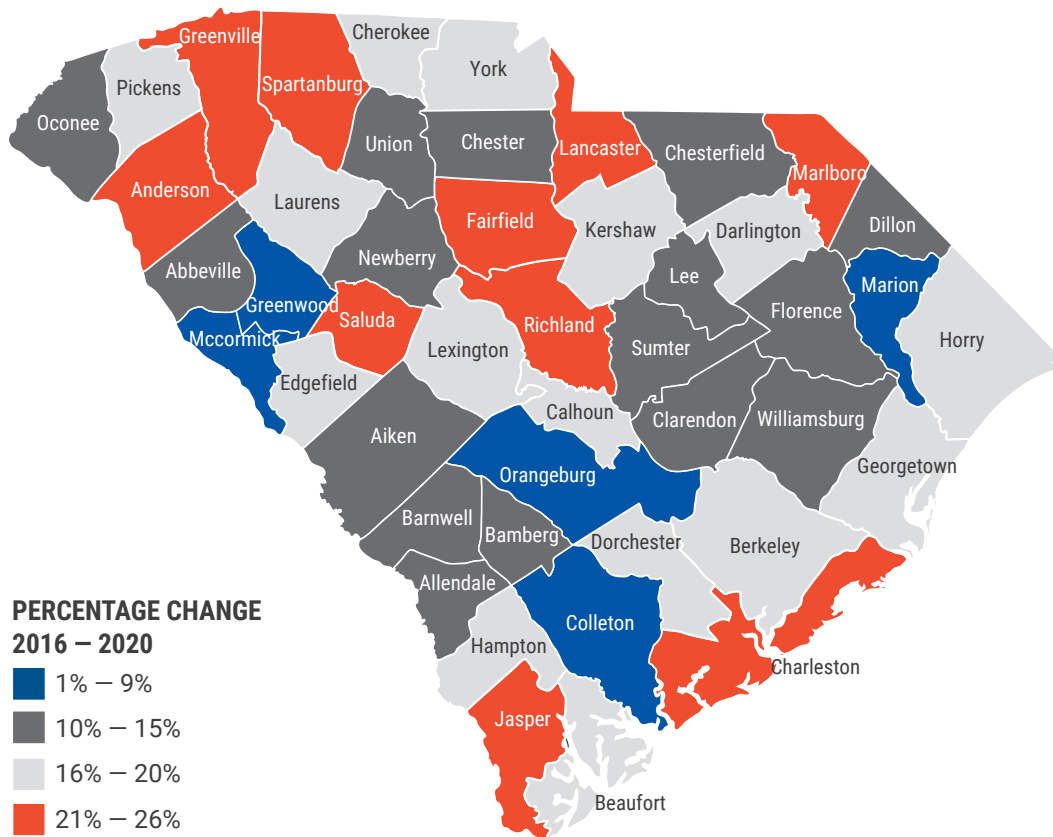 Greenville
Cherokee
York
Pickens
Spartanburg
Oconee
Union
Chester
Lancaster
Chesterfield
Marlboro
Anderson
Laurens
Fairfield
Kershaw
Darlington
Dillon
Abbeville
Newberry
Lee
Marion
Greenwood
Saluda
Richland
Florence
Mccormick
Lexington
Sumter
Horry
Edgefield
Calhoun
Clarendon
Williamsburg
Aiken
Orangeburg
Georgetown
Barnwell
Bamberg
Dorchester
Berkeley
Allendale
Colleton
Hampton
Charleston
Jasper
Beaufort
PERCENTAGE CHANGE
2016 — 2020
1% — 9%
10% — 15%
16% — 20%
21% — 26%